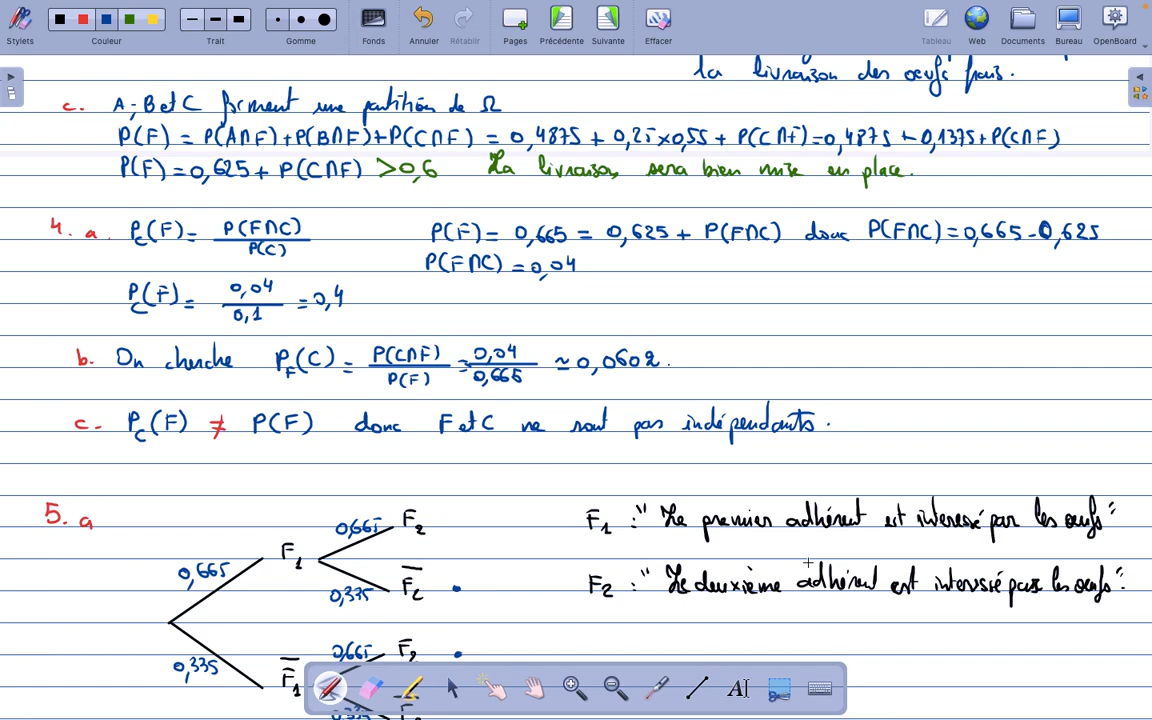 Stylets Couleur Trait Gomme Fonds Annuler Rétablir Pages Précédente Suivante Effacer Tableau Web Documents Bureau OpenBoard
la livraison des oeufs frais.
c. A ; B et C forment une partition de Ω
P(F) = P(A∩F) + P(B∩F) + P(C∩F) = 0,4875 + 0,25 × 0,55 + P(C∩F) = 0,4875 + 0,1375 + P(C∩F)
P(F) = 0,625 + P(C∩F) > 0,6 La livraison sera bien mise en place.
4. a. P_C(F) = P(F∩C) / P(C) P(F) = 0,665 = 0,625 + P(F∩C) donc P(F∩C) = 0,665 - 0,625
P(F∩C) = 0,04
P_C(F) = 0,04 / 0,1 = 0,4
b. On cherche P_F(C) = P(C∩F) / P(F) = 0,04 / 0,665 ≈ 0,0602.
c. P_C(F) ≠ P(F) donc F et C ne sont pas indépendants.
5. a
0,665 F₂
F₁ : " Le premier adhérent est interessé par les oeufs "
0,665 F₁
0,375 F̅₂
F₂ : " Le deuxième adhérent est interessé par les oeufs ".
0,335 F̅₁
0,665 F₂
0,335